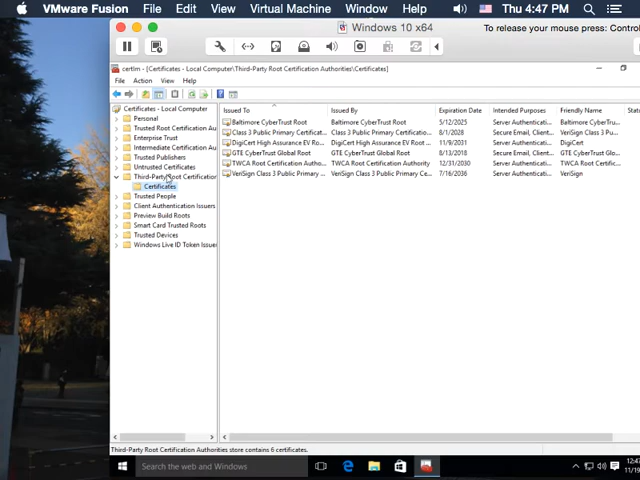 VMware Fusion File Edit View Virtual Machine Window Help Thu 4:47 PM
Windows 10 x64
To release your mouse press: Control
certlm - [Certificates - Local Computer\Third-Party Root Certification Authorities\Certificates]
File Action View Help
Certificates - Local Computer
Personal
Trusted Root Certification Au
Enterprise Trust
Intermediate Certification Au
Trusted Publishers
Untrusted Certificates
Third-Party Root Certification
Certificates
Trusted People
Client Authentication Issuers
Preview Build Roots
Smart Card Trusted Roots
Trusted Devices
Windows Live ID Token Issuer
Issued To Issued By Expiration Date Intended Purposes Friendly Name
Baltimore CyberTrust Root Baltimore CyberTrust Root 5/12/2025 Server Authenticati... Baltimore CyberTru...
Class 3 Public Primary Certificat... Class 3 Public Primary Certificatio... 8/1/2028 Secure Email, Client... VeriSign Class 3 Pu...
DigiCert High Assurance EV Ro... DigiCert High Assurance EV Root ... 11/9/2031 Server Authenticati... DigiCert
GTE CyberTrust Global Root GTE CyberTrust Global Root 8/13/2018 Secure Email, Client... GTE CyberTrust Glo...
TWCA Root Certification Autho... TWCA Root Certification Authority 12/31/2030 Server Authenticati... TWCA Root Certific...
VeriSign Class 3 Public Primary ... VeriSign Class 3 Public Primary Ce... 7/16/2036 Server Authenticati... VeriSign
Third-Party Root Certification Authorities store contains 6 certificates.
Search the web and Windows
12:47
11/19